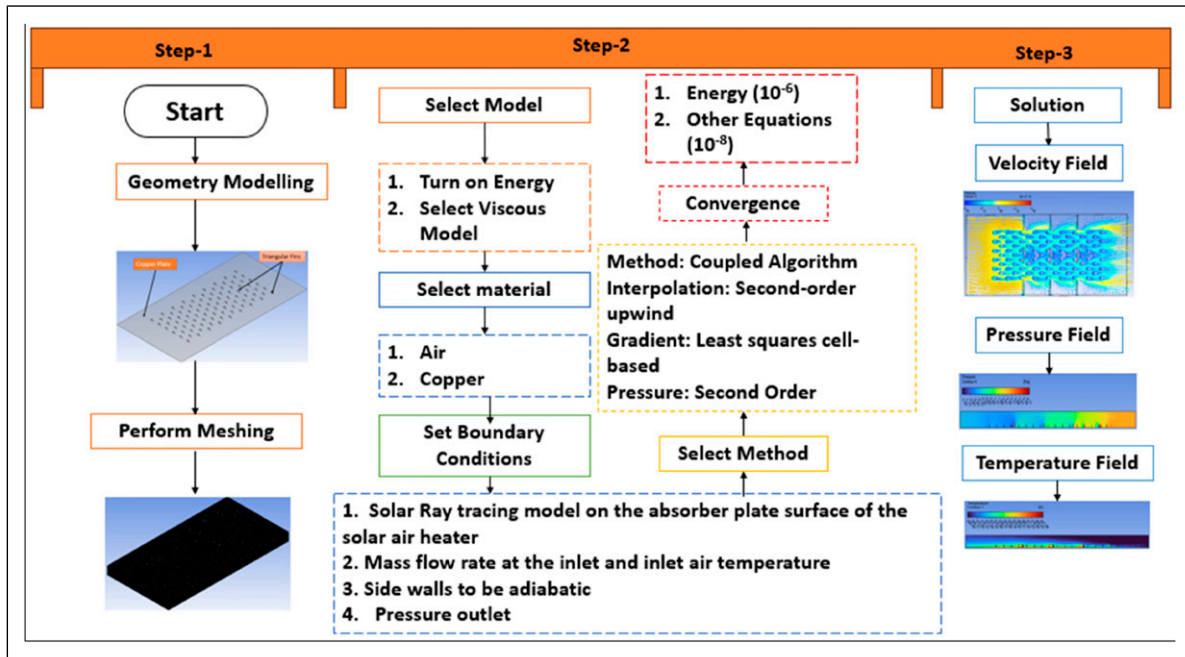 Step-1
Step-2
Step-3
Start
Geometry Modelling
Copper Plate
Triangular Fins
Perform Meshing
Select Model
1. Turn on Energy
2. Select Viscous
Model
Select material
1. Air
2. Copper
Set Boundary
Conditions
1. Solar Ray tracing model on the absorber plate surface of the
solar air heater
2. Mass flow rate at the inlet and inlet air temperature
3. Side walls to be adiabatic
4. Pressure outlet
Select Method
Method: Coupled Algorithm
Interpolation: Second-order
upwind
Gradient: Least squares cell-
based
Pressure: Second Order
Convergence
1. Energy (10⁻⁶)
2. Other Equations
(10⁻⁸)
Solution
Velocity Field
Pressure Field
Temperature Field